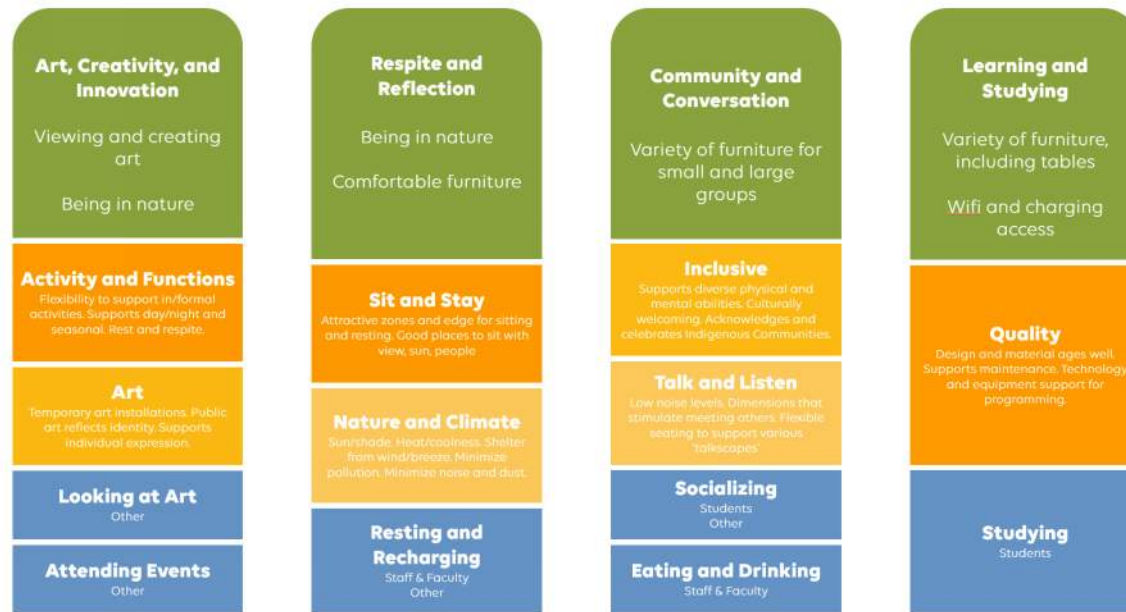 Art, Creativity, and
Innovation
Viewing and creating
art
Being in nature
Activity and Functions
Flexibility to support in/formal
activities. Supports day/night and
seasonal. Rest and respite.
Art
Temporary art installations. Public
art reflects identity. Supports
individual expression.
Looking at Art
Other
Attending Events
Other
Respite and
Reflection
Being in nature
Comfortable furniture
Sit and Stay
Attractive zones and edge for sitting
and resting. Good places to sit with
view, sun, people
Nature and Climate
Sun/shade. Heat/coolness. Shelter
from wind/breeze. Minimize
pollution. Minimize noise and dust.
Resting and
Recharging
Staff & Faculty
Other
Community and
Conversation
Variety of furniture for
small and large
groups
Inclusive
Supports diverse physical and
mental abilities. Culturally
welcoming. Acknowledges and
celebrates Indigenous Communities.
Talk and Listen
Low noise levels. Dimensions that
stimulate meeting others. Flexible
seating to support various
'talkscapes'
Socializing
Students
Other
Eating and Drinking
Staff & Faculty
Learning and
Studying
Variety of furniture,
including tables
Wifi and charging
access
Quality
Design and material ages well.
Supports maintenance. Technology
and equipment support for
programming.
Studying
Students